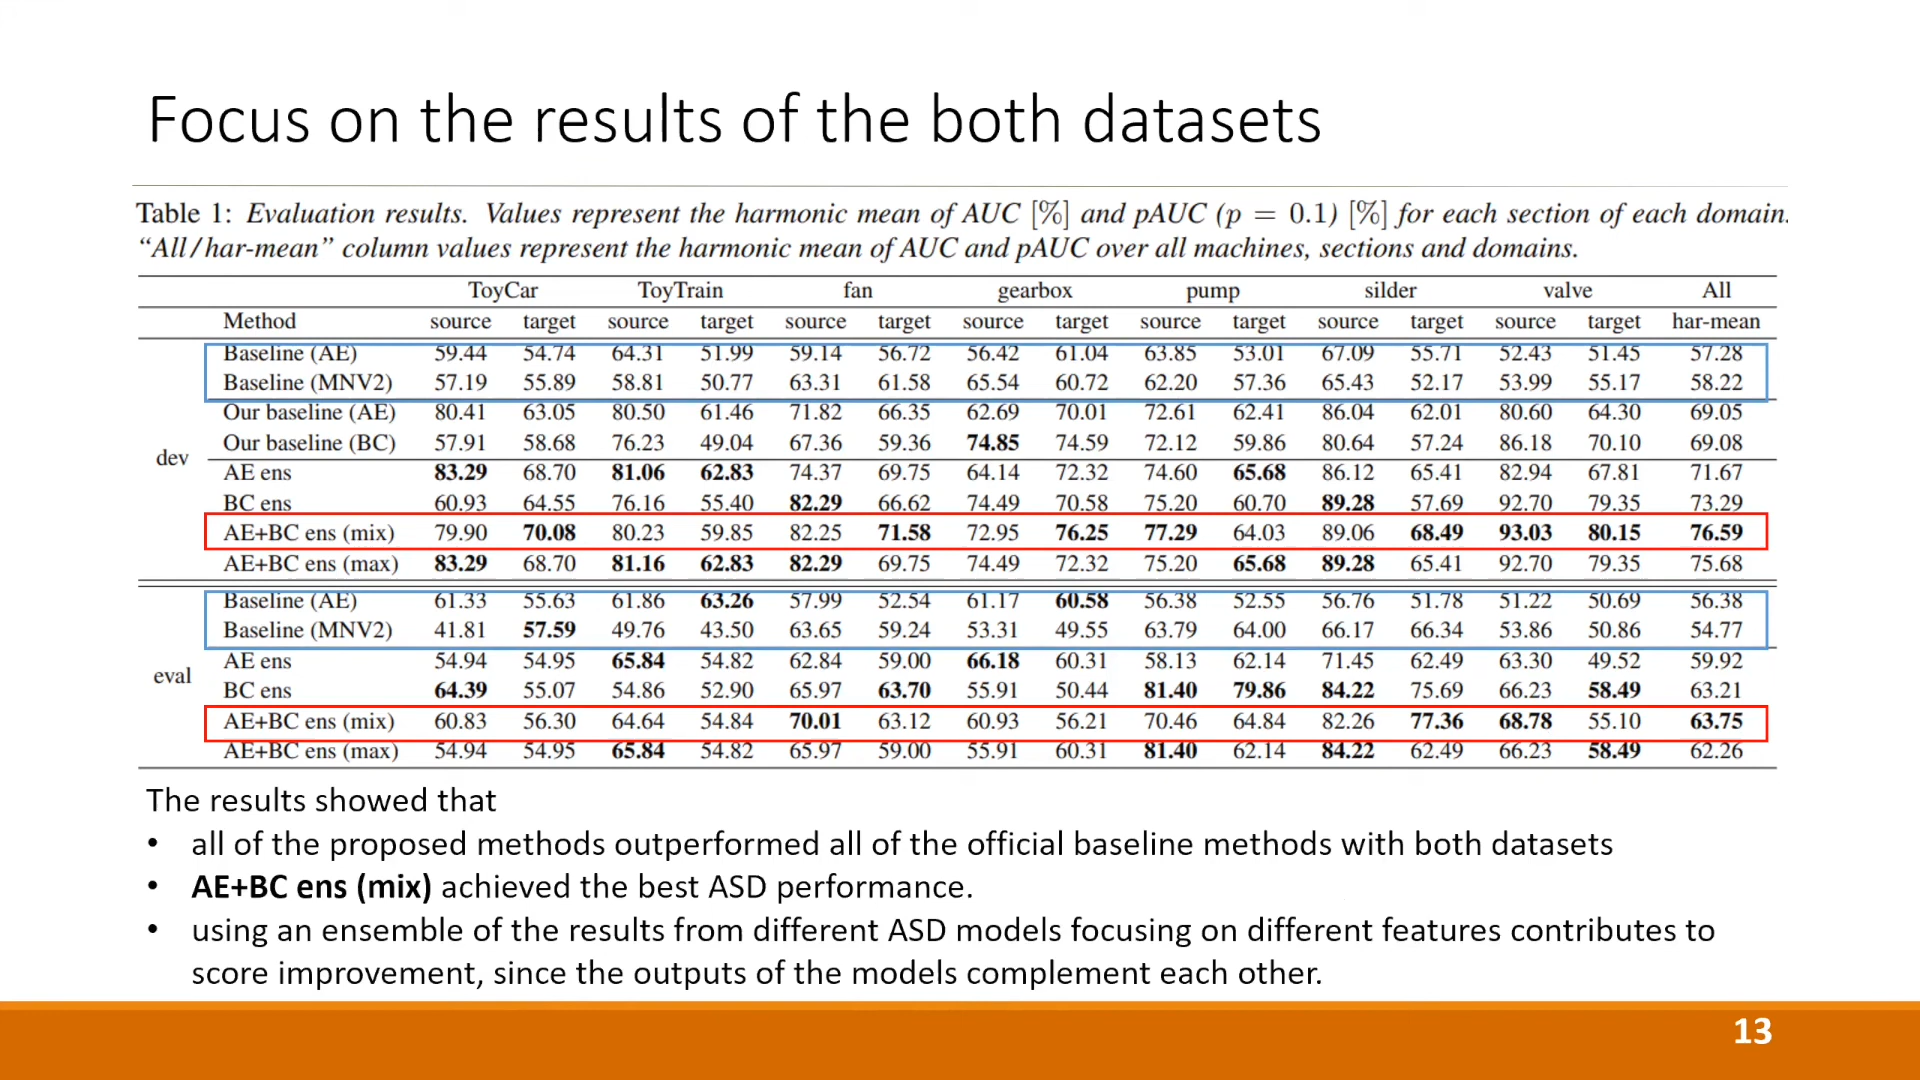 Focus on the results of the both datasets
Table 1: Evaluation results. Values represent the harmonic mean of AUC [%] and pAUC (p = 0.1) [%] for each section of each domain.
“All/har-mean” column values represent the harmonic mean of AUC and pAUC over all machines, sections and domains.
ToyCar ToyTrain fan gearbox pump silder valve All
Method source target source target source target source target source target source target source target har-mean
dev
Baseline (AE) 59.44 54.74 64.31 51.99 59.14 56.72 56.42 61.04 63.85 53.01 67.09 55.71 52.43 51.45 57.28
Baseline (MNV2) 57.19 55.89 58.81 50.77 63.31 61.58 65.54 60.72 62.20 57.36 65.43 52.17 53.99 55.17 58.22
Our baseline (AE) 80.41 63.05 80.50 61.46 71.82 66.35 62.69 70.01 72.61 62.41 86.04 62.01 80.60 64.30 69.05
Our baseline (BC) 57.91 58.68 76.23 49.04 67.36 59.36 74.85 74.59 72.12 59.86 80.64 57.24 86.18 70.10 69.08
AE ens 83.29 68.70 81.06 62.83 74.37 69.75 64.14 72.32 74.60 65.68 86.12 65.41 82.94 67.81 71.67
BC ens 60.93 64.55 76.16 55.40 82.29 66.62 74.49 70.58 75.20 60.70 89.28 57.69 92.70 79.35 73.29
AE+BC ens (mix) 79.90 70.08 80.23 59.85 82.25 71.58 72.95 76.25 77.29 64.03 89.06 68.49 93.03 80.15 76.59
AE+BC ens (max) 83.29 68.70 81.16 62.83 82.29 69.75 74.49 72.32 75.20 65.68 89.28 65.41 92.70 79.35 75.68
eval
Baseline (AE) 61.33 55.63 61.86 63.26 57.99 52.54 61.17 60.58 56.38 52.55 56.76 51.78 51.22 50.69 56.38
Baseline (MNV2) 41.81 57.59 49.76 43.50 63.65 59.24 53.31 49.55 63.79 64.00 66.17 66.34 53.86 50.86 54.77
AE ens 54.94 54.95 65.84 54.82 62.84 59.00 66.18 60.31 58.13 62.14 71.45 62.49 63.30 49.52 59.92
BC ens 64.39 55.07 54.86 52.90 65.97 63.70 55.91 50.44 81.40 79.86 84.22 75.69 66.23 58.49 63.21
AE+BC ens (mix) 60.83 56.30 64.64 54.84 70.01 63.12 60.93 56.21 70.46 64.84 82.26 77.36 68.78 55.10 63.75
AE+BC ens (max) 54.94 54.95 65.84 54.82 65.97 59.00 55.91 60.31 81.40 62.14 84.22 62.49 66.23 58.49 62.26
The results showed that
• all of the proposed methods outperformed all of the official baseline methods with both datasets
• AE+BC ens (mix) achieved the best ASD performance.
• using an ensemble of the results from different ASD models focusing on different features contributes to
score improvement, since the outputs of the models complement each other.
13